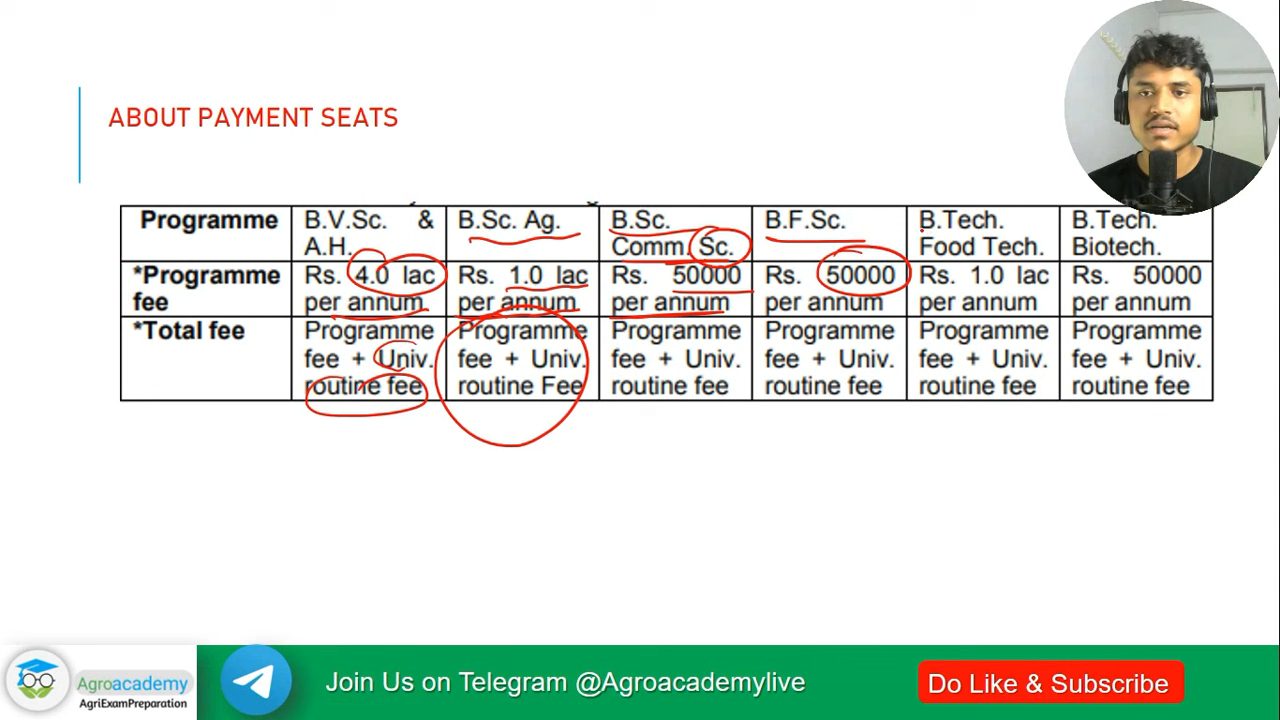 ABOUT PAYMENT SEATS
Programme
B.V.Sc. &
A.H.
B.Sc. Ag.
B.Sc.
Comm. Sc.
B.F.Sc.
B.Tech.
Food Tech.
B.Tech.
Biotech.
*Programme
fee
Rs. 4.0 lac
per annum
Rs. 1.0 lac
per annum
Rs. 50000
per annum
Rs. 50000
per annum
Rs. 1.0 lac
per annum
Rs. 50000
per annum
*Total fee
Programme
fee + Univ.
routine fee
Programme
fee + Univ.
routine Fee
Programme
fee + Univ.
routine fee
Programme
fee + Univ.
routine fee
Programme
fee + Univ.
routine fee
Programme
fee + Univ.
routine fee
Agroacademy
AgriExamPreparation
Join Us on Telegram @Agroacademylive
Do Like & Subscribe